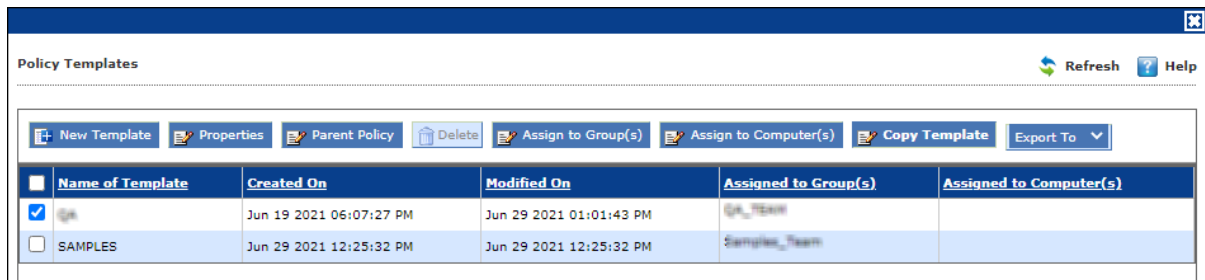 Policy Templates Refresh ? Help
New Template Properties Parent Policy Delete Assign to Group(s) Assign to Computer(s) Copy Template Export To
Name of Template Created On Modified On Assigned to Group(s) Assigned to Computer(s)
Jun 19 2021 06:07:27 PM Jun 29 2021 01:01:43 PM
SAMPLES Jun 29 2021 12:25:32 PM Jun 29 2021 12:25:32 PM